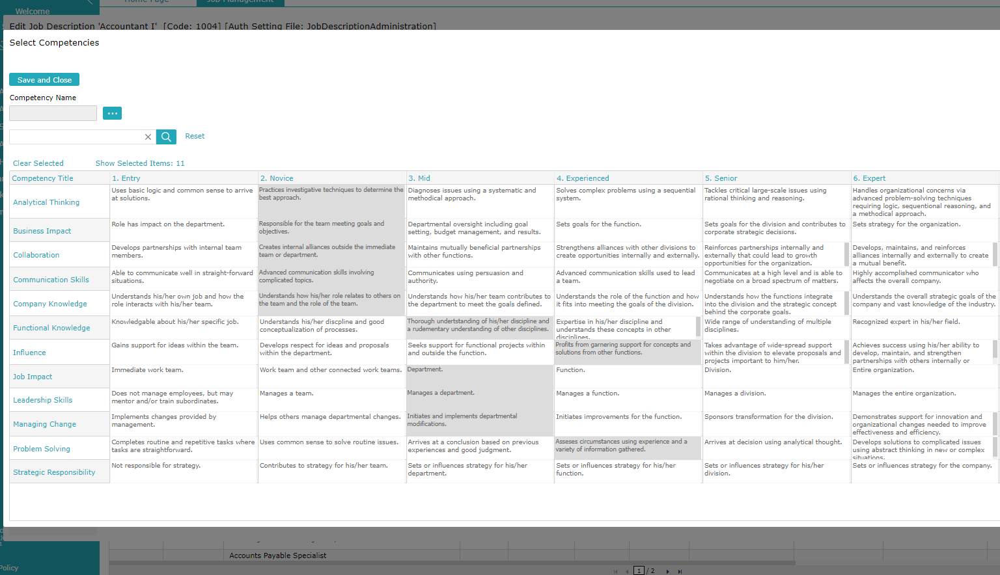 Welcome
Home Page
Job Management
Edit Job Description 'Accountant I' [Code: 1004] [Auth Setting File: JobDescriptionAdministration]
Select Competencies
Save and Close
Competency Name
...
Reset
Clear Selected
Show Selected Items: 11
Competency Title
1. Entry
2. Novice
3. Mid
4. Experienced
5. Senior
6. Expert
Analytical Thinking
Uses basic logic and common sense to arrive
at solutions.
Practices investigative techniques to determine the
best approach.
Diagnoses issues using a systematic and
methodical approach.
Solves complex problems using a sequential
system.
Tackles critical large-scale issues using
rational thinking and reasoning.
Handles organizational concerns via
advanced problem-solving techniques
requiring logic, sequential reasoning, and
a methodical approach.
Business Impact
Role has impact on the department.
Responsible for the team meeting goals and
objectives.
Departmental oversight including goal
setting, budget management, and results.
Sets goals for the function.
Sets goals for the division and contributes to
corporate strategic decisions.
Sets strategy for the organization.
Collaboration
Develops partnerships with internal team
members.
Creates internal alliances outside the immediate
team or department.
Maintains mutually beneficial partnerships
with other functions.
Strengthens alliances with other divisions to
create opportunities internally and externally.
Reinforces partnerships internally and
externally that could lead to growth
opportunities for the organization.
Develops, maintains, and reinforces
alliances internally and externally to create
a mutual benefit.
Communication Skills
Able to communicate well in straight-forward
situations.
Advanced communication skills involving
complicated topics.
Communicates using persuation and
authority.
Advanced communication skills used to lead
a team.
Communicates at a high level and is able to
negotiate on a broad spectrum of matters.
Highly accomplished communicator who
affects the overall company.
Company Knowledge
Understands his/her own job and how the
role interacts with his/her team.
Understands how his/her role relates to others on
the team and the role of the team.
Understands how his/her team contributes to
the department to meet the goals defined.
Understands the role of the function and how
it fits into meeting the goals of the division.
Understands how the functions integrate
into the division and the strategic concept
behind the corporate goals.
Understands the overall strategic goals of the
company and vast knowledge of the industry.
Functional Knowledge
Knowledgable about his/her specific job.
Understands his/her discpline and good
conceptualization of processes.
Thorough undertstanding of his/her discipline and
a rudementary understanding of other disciplines.
Expertise in his/her discipline and
understands these concepts in other
disciplines.
Wide range of understanding of multiple
disciplines.
Recognized expert in his/her field.
Influence
Gains support for ideas within the team.
Develops respect for ideas and proposals
within the department.
Seeks support for functional projects within
and outside the function.
Profits from garnering support for concepts and
solutions from other functions.
Takes advantage of wide-spread support
within the division to elevate proposals and
projects important to him/her.
Achieves success using his/her ability to
develop, maintain, and strengthen
partnerships with others internally or
Job Impact
Immediate work team.
Work team and other connected work teams.
Department.
Function.
Division.
Entire organization.
Leadership Skills
Does not manage employees, but may
mentor and/or train subordinates.
Manages a team.
Manages a department.
Manages a function.
Manages a division.
Manages the entire organization.
Managing Change
Implements changes provided by
management.
Helps others manage departmental changes.
Initiates and implements departmental
modifications.
Initiates improvements for the function.
Sponsors transformation for the division.
Demonstrates support for innovation and
organizational changes needed to improve
effectiveness and efficiency.
Problem Solving
Completes routine and repetitive tasks where
tasks are straightforward.
Uses common sense to solve routine issues.
Arrives at a conclusion based on previous
experiences and good judgment.
Asseses circumstances using experience and a
variety of information gathered.
Arrives at decision using analytical thought.
Develops solutions to complicated issues
using abstract thinking in new or complex
situations.
Strategic Responsibility
Not responsible for strategy.
Contributes to strategy for his/her team.
Sets or influences strategy for his/her
department.
Sets or influences strategy for his/her
function.
Sets or influences strategy for his/her
division.
Sets or influences strategy for the company.
Accounts Payable Specialist
Policy
1 / 2